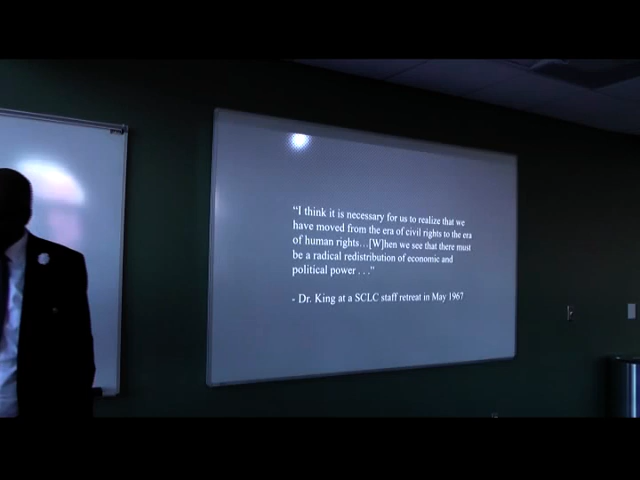 “I think it is necessary for us to realize that we
have moved from the era of civil rights to the era
of human rights…[W]hen we see that there must
be a radical redistribution of economic and
political power . . .”
- Dr. King at a SCLC staff retreat in May 1967